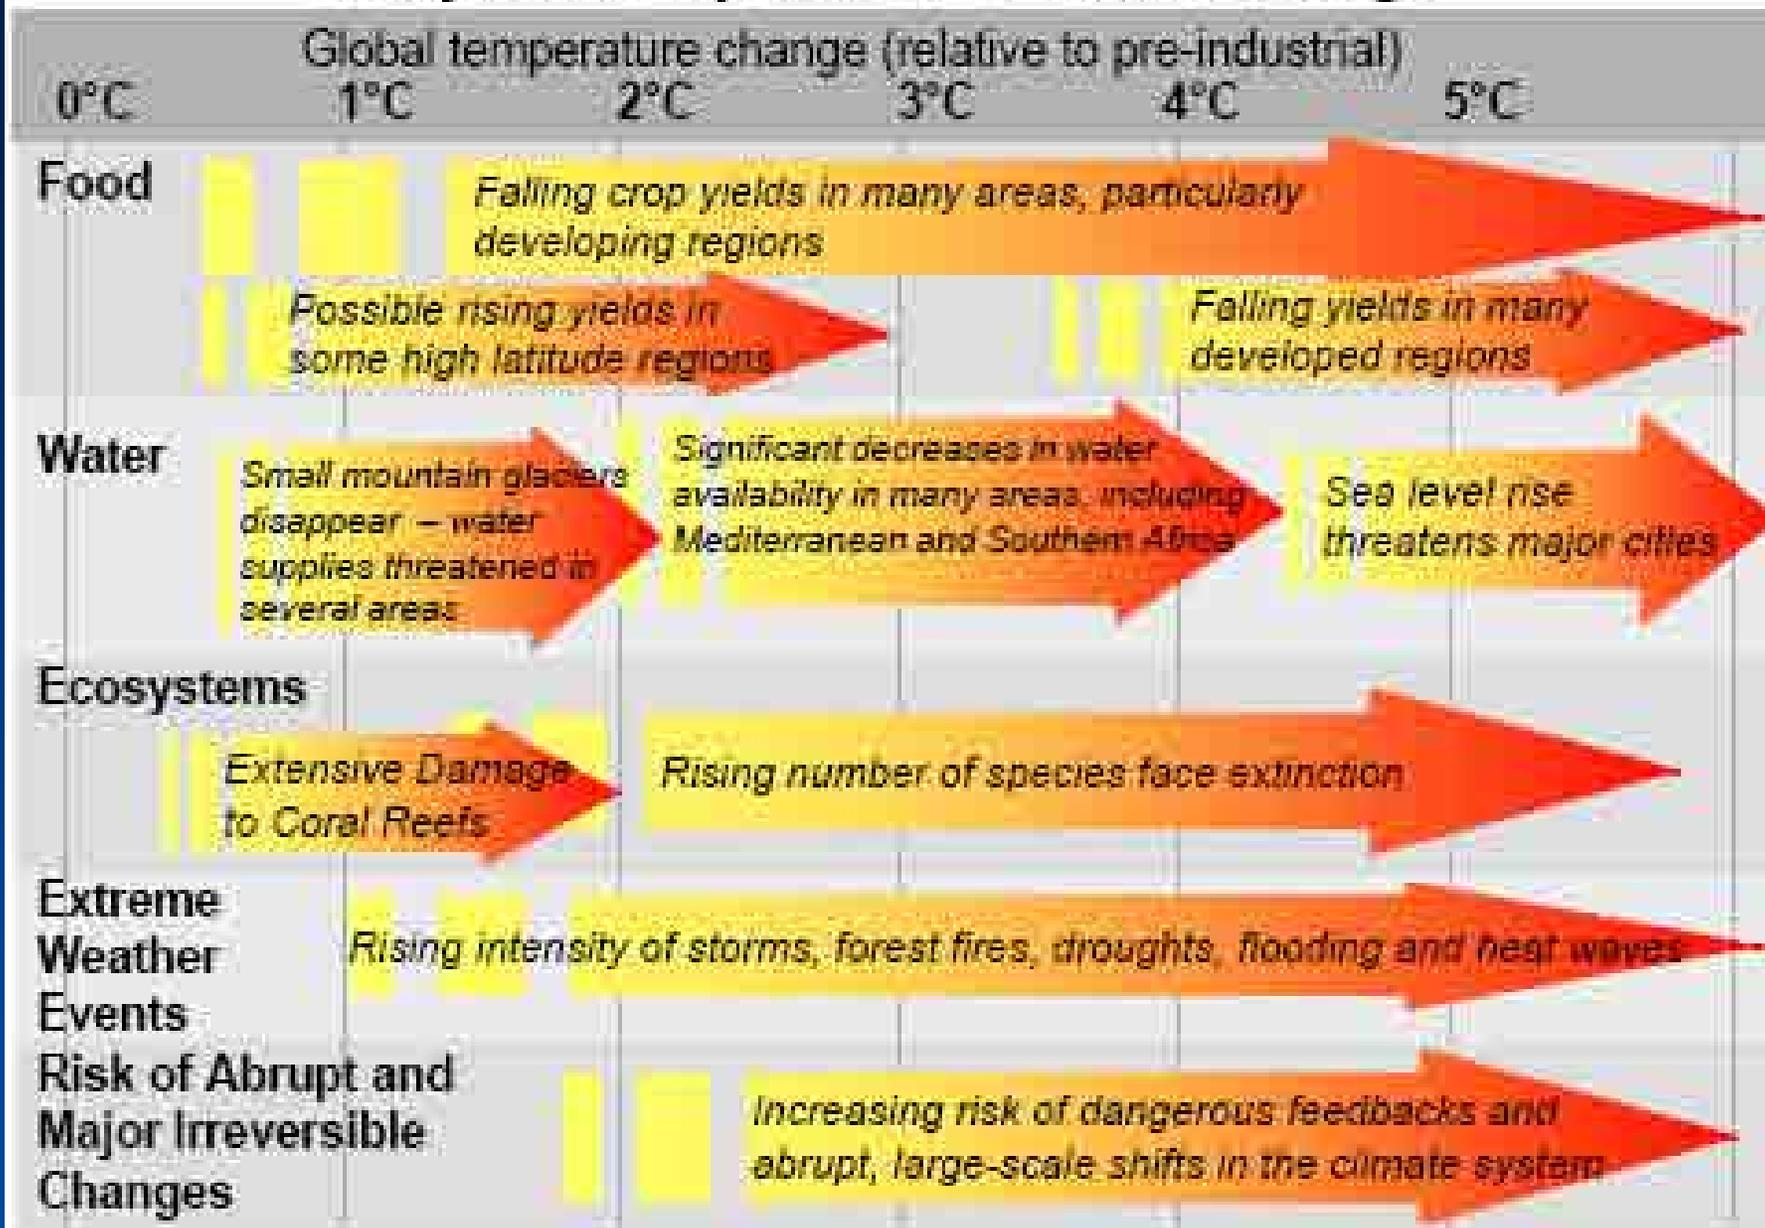 Global temperature change (relative to pre-industrial)
0°C 1°C 2°C 3°C 4°C 5°C
Food
Falling crop yields in many areas, particularly
developing regions
Possible rising yields in
some high latitude regions
Falling yields in many
developed regions
Water
Small mountain glaciers
disappear – water
supplies threatened in
several areas
Significant decreases in water
availability in many areas, including
Mediterranean and Southern Africa
Sea level rise
threatens major cities
Ecosystems
Extensive Damage
to Coral Reefs
Rising number of species face extinction
Extreme
Weather
Events
Rising intensity of storms, forest fires, droughts, flooding and heat waves
Risk of Abrupt and
Major Irreversible
Changes
Increasing risk of dangerous feedbacks and
abrupt, large-scale shifts in the climate system